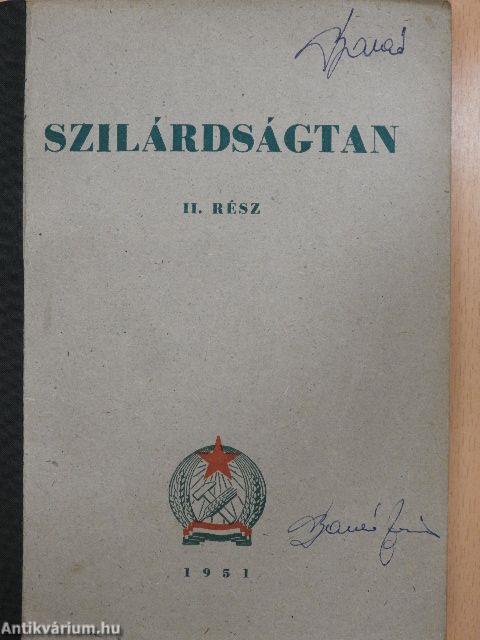 SZILÁRDSÁGTAN
II. RÉSZ
1951
Antikvárium.hu